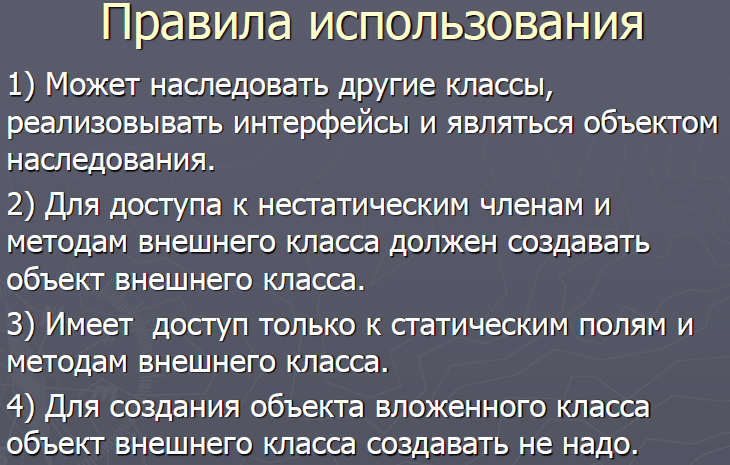 Правила использования
1) Может наследовать другие классы,
реализовывать интерфейсы и являться объектом
наследования.
2) Для доступа к нестатическим членам и
методам внешнего класса должен создавать
объект внешнего класса.
3) Имеет  доступ только к статическим полям и
методам внешнего класса.
4) Для создания объекта вложенного класса
объект внешнего класса создавать не надо.